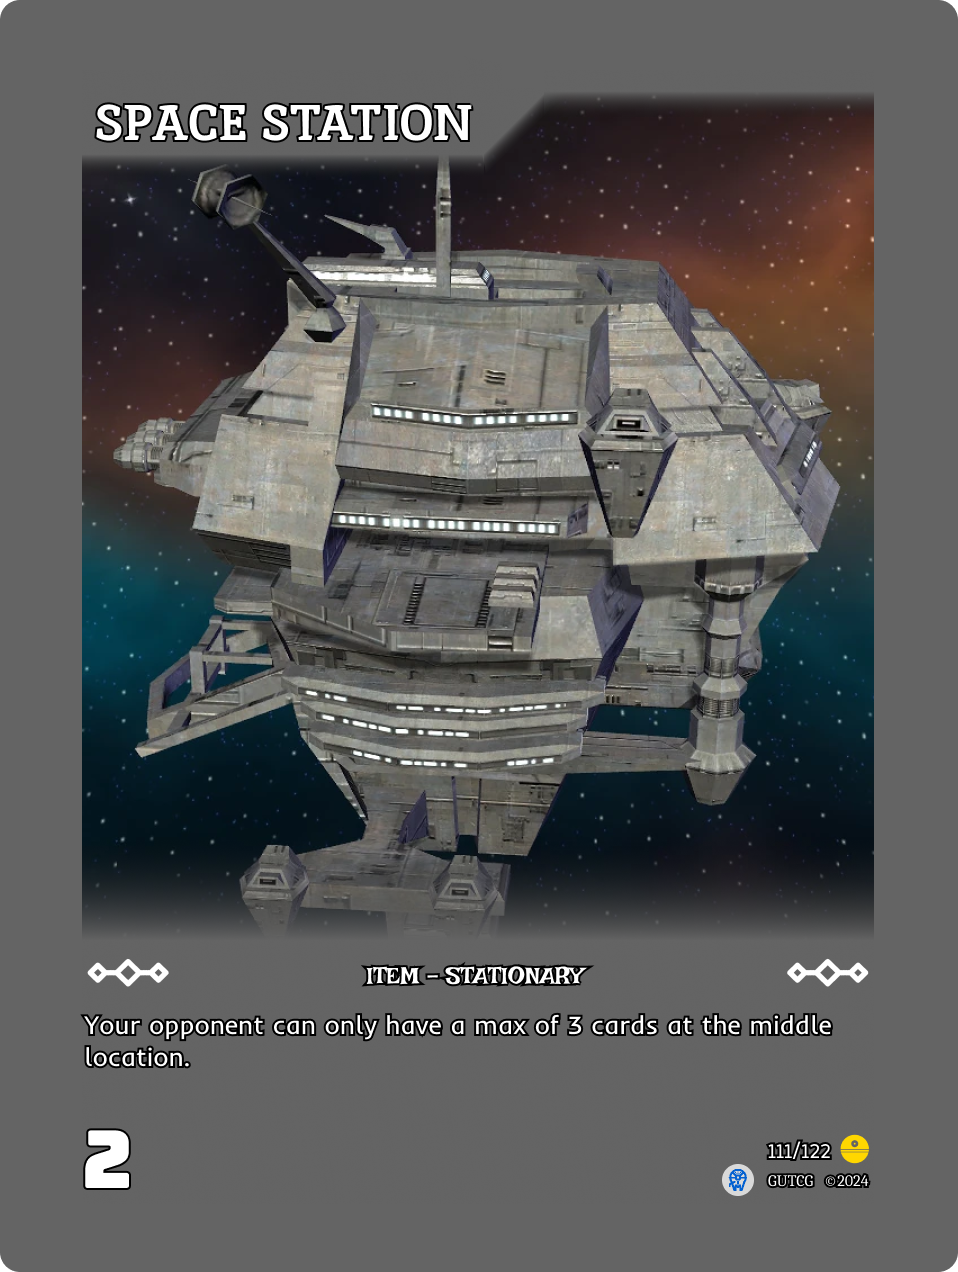 SPACE STATION
ITEM - STATIONARY
Your opponent can only have a max of 3 cards at the middle
location.
2
111/122
GUTCG ©2024